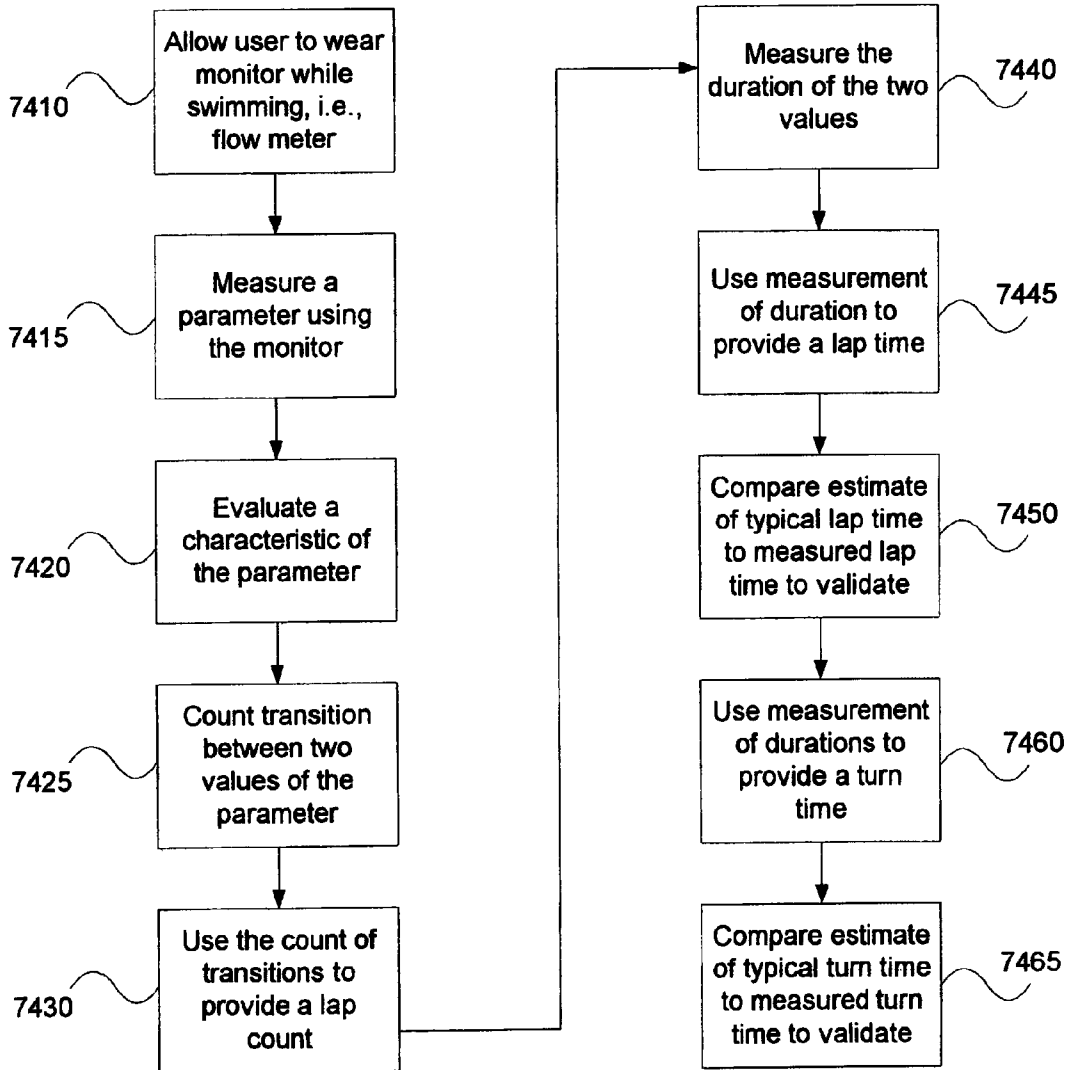 Allow user to wear
monitor while
swimming, i.e.,
flow meter
7410
Measure a
parameter using
the monitor
7415
Evaluate a
characteristic of
the parameter
7420
Count transition
between two
values of the
parameter
7425
Use the count of
transitions to
provide a lap
count
7430
Measure the
duration of the two
values
7440
Use measurement
of duration to
provide a lap time
7445
Compare estimate
of typical lap time
to measured lap
time to validate
7450
Use measurement
of durations to
provide a turn
time
7460
Compare estimate
of typical turn time
to measured turn
time to validate
7465